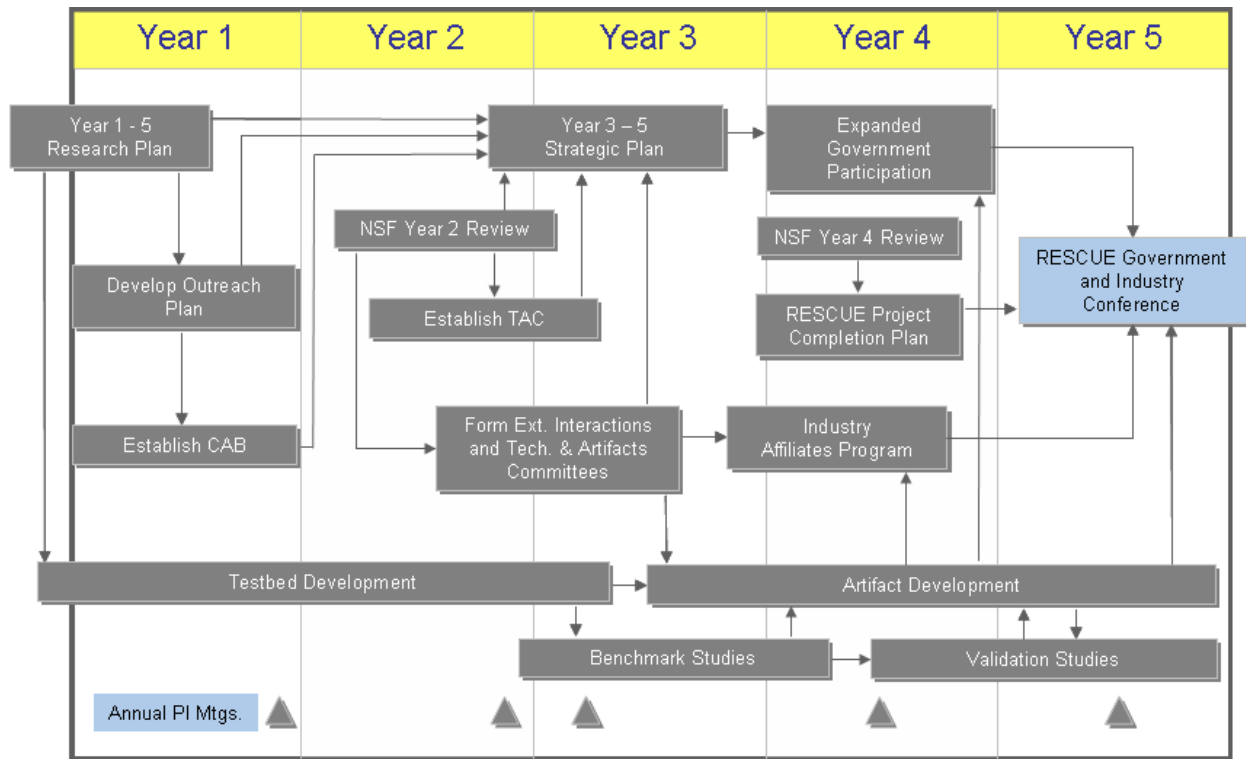 Year 1
Year 2
Year 3
Year 4
Year 5
Year 1 - 5
Research Plan
Year 3 – 5
Strategic Plan
Expanded
Government
Participation
NSF Year 2 Review
NSF Year 4 Review
RESCUE Government
and Industry
Conference
Develop Outreach
Plan
Establish TAC
RESCUE Project
Completion Plan
Establish CAB
Form Ext. Interactions
and Tech. & Artifacts
Committees
Industry
Affiliates Program
Testbed Development
Artifact Development
Benchmark Studies
Validation Studies
Annual PI Mtgs.